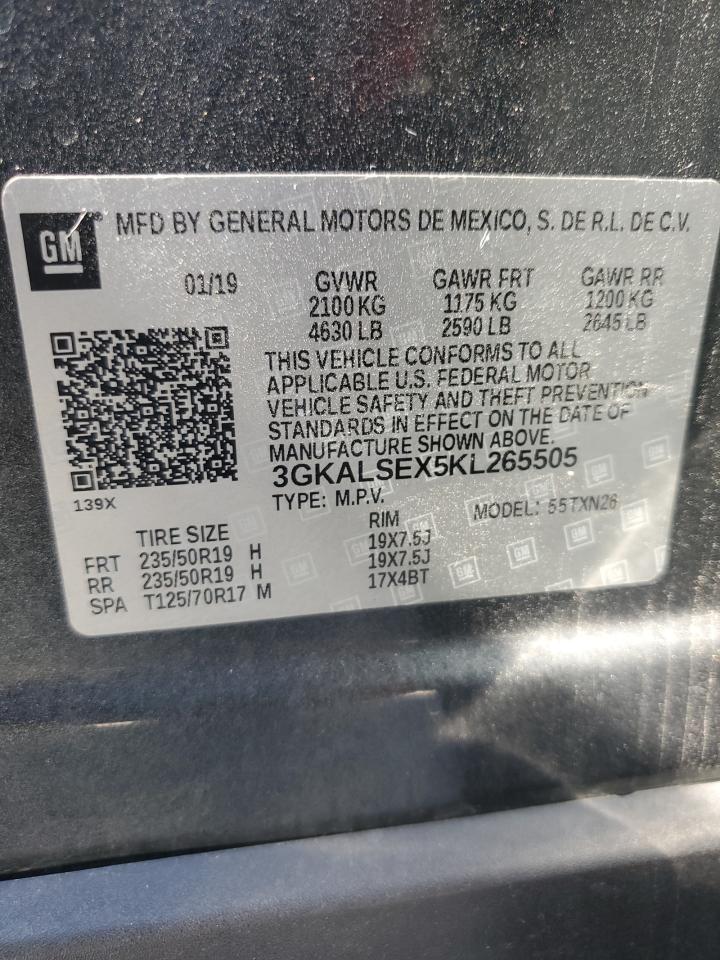 GM MFD BY GENERAL MOTORS DE MEXICO, S. DE R.L. DE C.V.
01/19 GVWR GAWR FRT GAWR RR
2100 KG 1175 KG 1200 KG
4630 LB 2590 LB 2645 LB
THIS VEHICLE CONFORMS TO ALL
APPLICABLE U.S. FEDERAL MOTOR
VEHICLE SAFETY AND THEFT PREVENTION
STANDARDS IN EFFECT ON THE DATE OF
MANUFACTURE SHOWN ABOVE.
3GKALSEX5KL265505
139X TYPE: M.P.V. MODEL: 55TXN26
TIRE SIZE RIM
FRT 235/50R19 H 19X7.5J
RR 235/50R19 H 19X7.5J
SPA T125/70R17 M 17X4BT